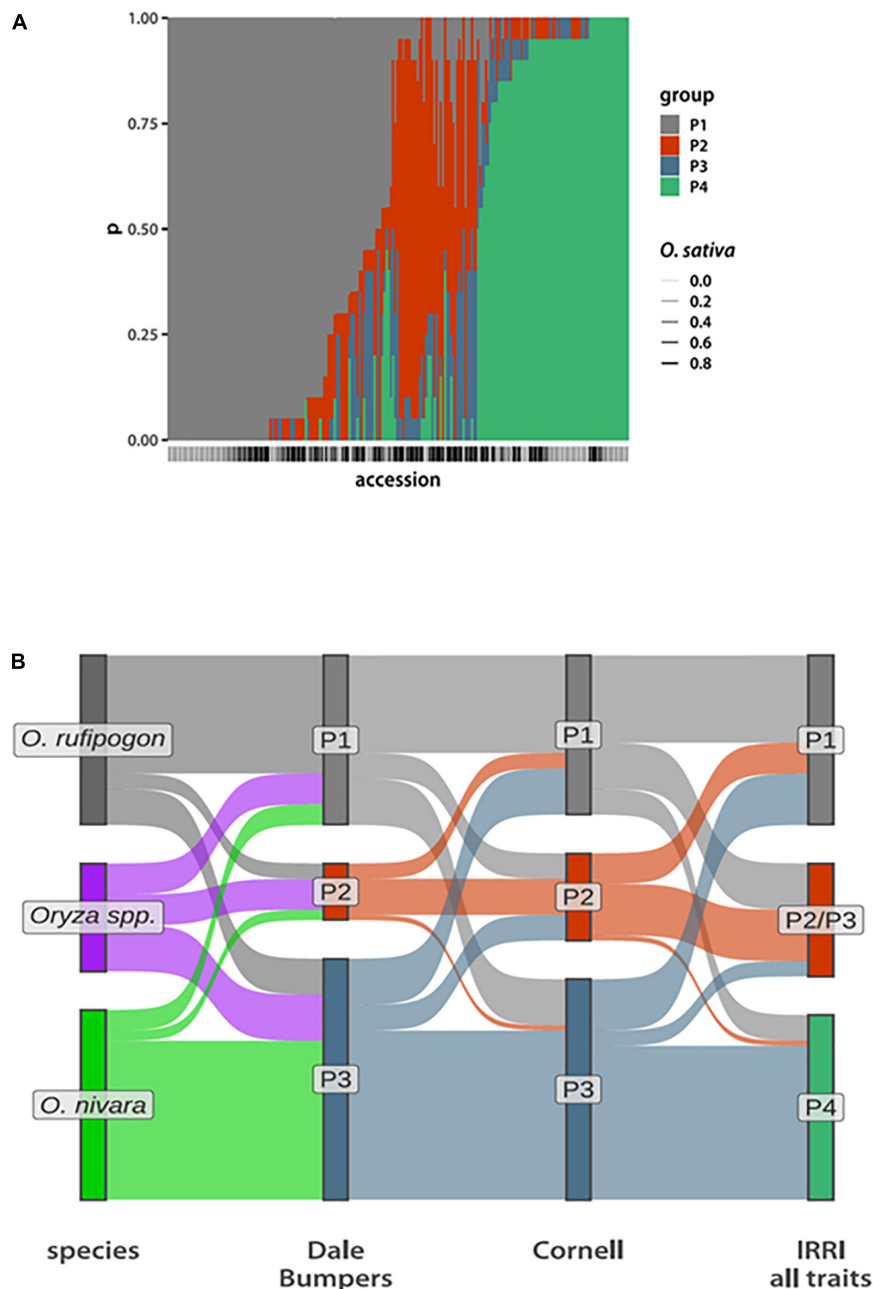 A
1.00
0.75
0.50
0.25
0.00
p
accession
group
P1
P2
P3
P4
O. sativa
0.0
0.2
0.4
0.6
0.8
B
O. rufipogon
Oryza spp.
O. nivara
P1
P2
P3
P1
P2
P3
P1
P2/P3
P4
species
Dale
Bumpers
Cornell
IRRI
all traits